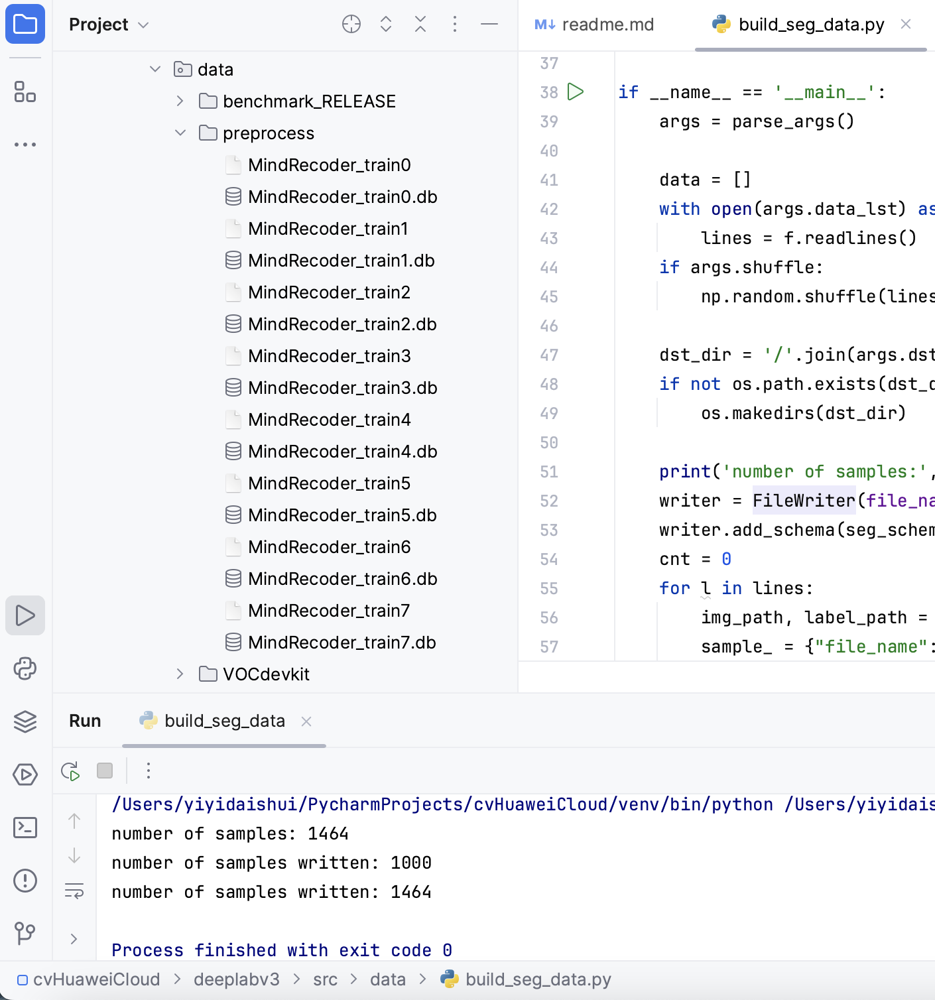 Project
data
benchmark_RELEASE
preprocess
MindRecoder_train0
MindRecoder_train0.db
MindRecoder_train1
MindRecoder_train1.db
MindRecoder_train2
MindRecoder_train2.db
MindRecoder_train3
MindRecoder_train3.db
MindRecoder_train4
MindRecoder_train4.db
MindRecoder_train5
MindRecoder_train5.db
MindRecoder_train6
MindRecoder_train6.db
MindRecoder_train7
MindRecoder_train7.db
VOCdevkit
M↓ readme.md
build_seg_data.py
37
38 if __name__ == '__main__':
39 args = parse_args()
40
41 data = []
42 with open(args.data_lst) as
43 lines = f.readlines()
44 if args.shuffle:
45 np.random.shuffle(lines
46
47 dst_dir = '/'.join(args.dst
48 if not os.path.exists(dst_d
49 os.makedirs(dst_dir)
50
51 print('number of samples:',
52 writer = FileWriter(file_na
53 writer.add_schema(seg_schem
54 cnt = 0
55 for l in lines:
56 img_path, label_path =
57 sample_ = {"file_name":
Run build_seg_data
/Users/yiyidaishui/PycharmProjects/cvHuaweiCloud/venv/bin/python /Users/yiyidais
number of samples: 1464
number of samples written: 1000
number of samples written: 1464
Process finished with exit code 0
cvHuaweiCloud > deeplabv3 > src > data > build_seg_data.py